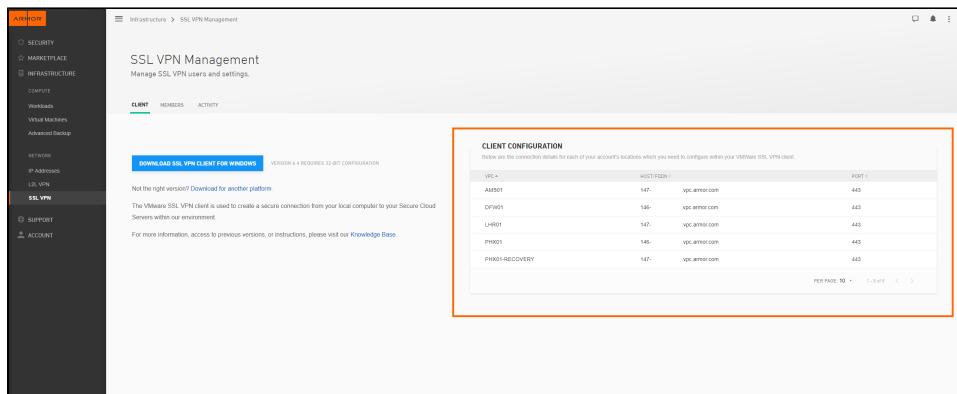 ARMOR
Infrastructure > SSL VPN Management
SECURITY
MARKETPLACE
INFRASTRUCTURE
COMPUTE
Workloads
Virtual Machines
Advanced Backup
NETWORK
IP Addresses
L2L VPN
SSL VPN
SUPPORT
ACCOUNT
SSL VPN Management
Manage SSL VPN users and settings.
CLIENT MEMBERS ACTIVITY
DOWNLOAD SSL VPN CLIENT FOR WINDOWS VERSION 6.4 REQUIRES 32-BIT CONFIGURATION
Not the right version? Download for another platform.
The VMware SSL VPN client is used to create a secure connection from your local computer to your Secure Cloud
Servers within our environment.
For more information, access to previous versions, or instructions, please visit our Knowledge Base.
CLIENT CONFIGURATION
Below are the connection details for each of your account's locations which you need to configure within your VMWare SSL VPN client.
VPC HOST/FQDN PORT
AMS01 147- .vpc.armor.com 443
DFW01 146- .vpc.armor.com 443
LHR01 147- .vpc.armor.com 443
PHX01 146- .vpc.armor.com 443
PHX01-RECOVERY 147- .vpc.armor.com 443
PER PAGE: 10 1 - 5 of 5